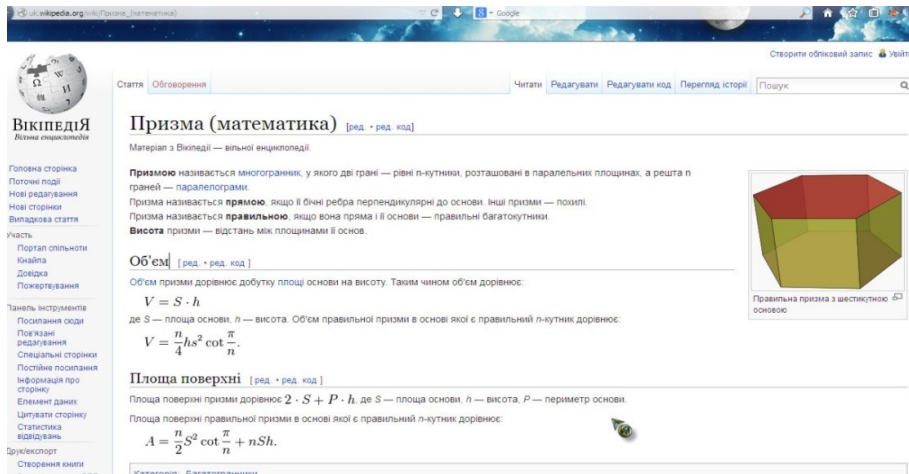 uk.wikipedia.org/wiki/Призма_(математика)
Google
Створити обліковий запис Увійти
Стаття Обговорення
Читати Редагувати Редагувати код Перегляд історії Пошук
ВІКІПЕДІЯ
Вільна енциклопедія
Головна сторінка
Поточні події
Нові редагування
Нові сторінки
Випадкова стаття
Участь
Портал спільноти
Кнайпа
Довідка
Пожертвування
Панель інструментів
Посилання сюди
Пов'язані
редагування
Спеціальні сторінки
Постійне посилання
Інформація про
сторінку
Елемент даних
Цитувати сторінку
Статистика
відвідувань
Друк/експорт
Створення книги
Призма (математика) [ред. • ред. код]
Матеріал з Вікіпедії — вільної енциклопедії.
Призмою називається многогранник, у якого дві грані — рівні n-кутники, розташовані в паралельних площинах, а решта n
граней — паралелограми.
Призма називається прямою, якщо її бічні ребра перпендикулярні до основи. Інші призми — похилі.
Призма називається правильною, якщо вона пряма і її основи — правильні багатокутники.
Висота призми — відстань між площинами її основ.
Об'єм [ред. • ред. код]
Об'єм призми дорівнює добутку площі основи на висоту. Таким чином об'єм дорівнює:
V = S · h
де S — площа основи, h — висота. Об'єм правильної призми в основі якої є правильний n-кутник дорівнює:
V = n/4 hs² cot π/n.
Площа поверхні [ред. • ред. код]
Площа поверхні призми дорівнює 2 · S + P · h, де S — площа основи, h — висота, P — периметр основи.
Площа поверхні правильної призми в основі якої є правильний n-кутник дорівнює:
A = n/2 S² cot π/n + nSh.
Категорія: Багатогранники
Правильна призма з шестикутною
основою